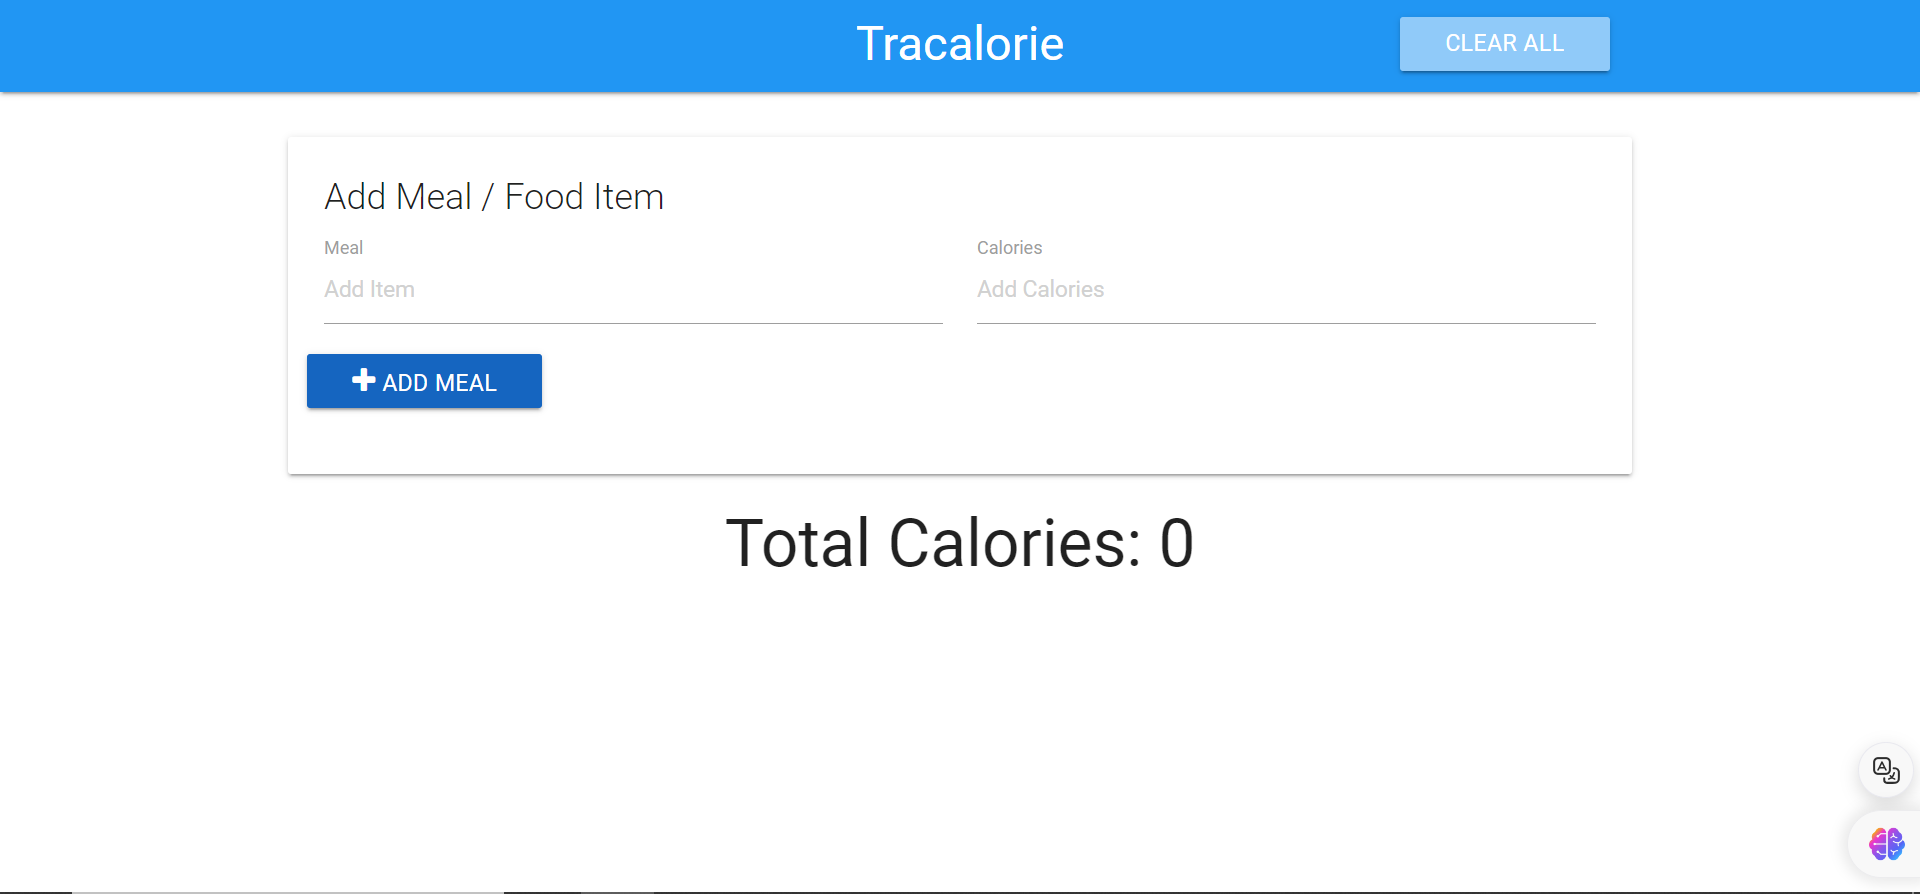 Tracalorie
CLEAR ALL
Add Meal / Food Item
Meal
Calories
Add Item
Add Calories
ADD MEAL
Total Calories: 0